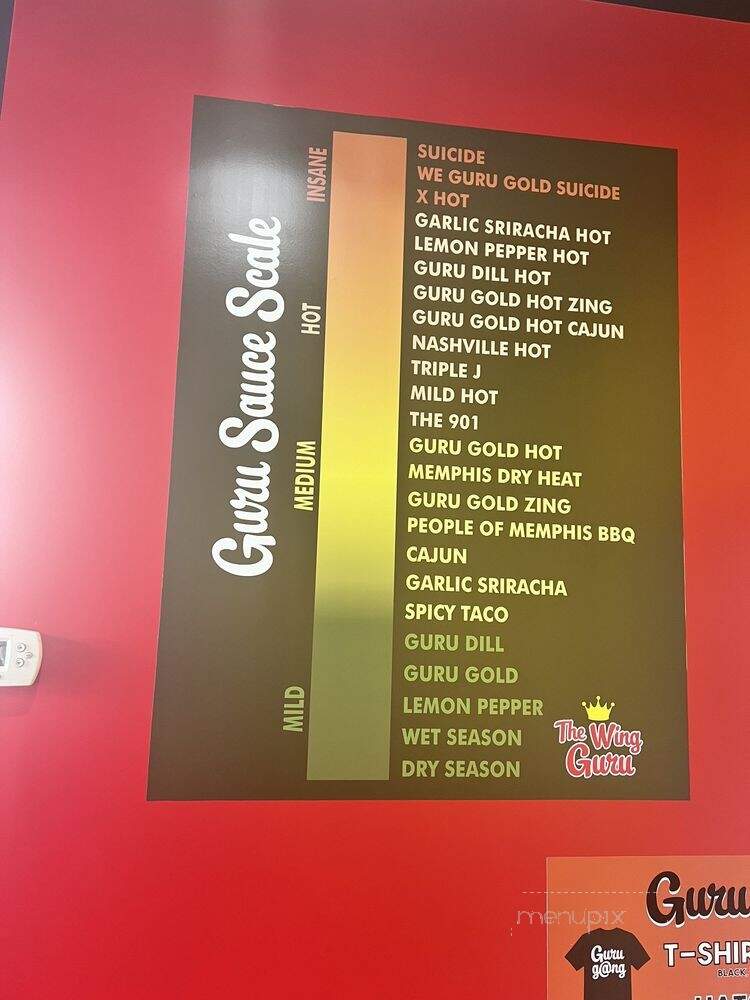 Guru Sauce Scale
INSANE
HOT
MEDIUM
MILD
SUICIDE
WE GURU GOLD SUICIDE
X HOT
GARLIC SRIRACHA HOT
LEMON PEPPER HOT
GURU DILL HOT
GURU GOLD HOT ZING
GURU GOLD HOT CAJUN
NASHVILLE HOT
TRIPLE J
MILD HOT
THE 901
GURU GOLD HOT
MEMPHIS DRY HEAT
GURU GOLD ZING
PEOPLE OF MEMPHIS BBQ
CAJUN
GARLIC SRIRACHA
SPICY TACO
GURU DILL
GURU GOLD
LEMON PEPPER
WET SEASON
DRY SEASON
The Wing
Guru
menupix
Guru
T-SHIR
BLACK
Guru
g@ng